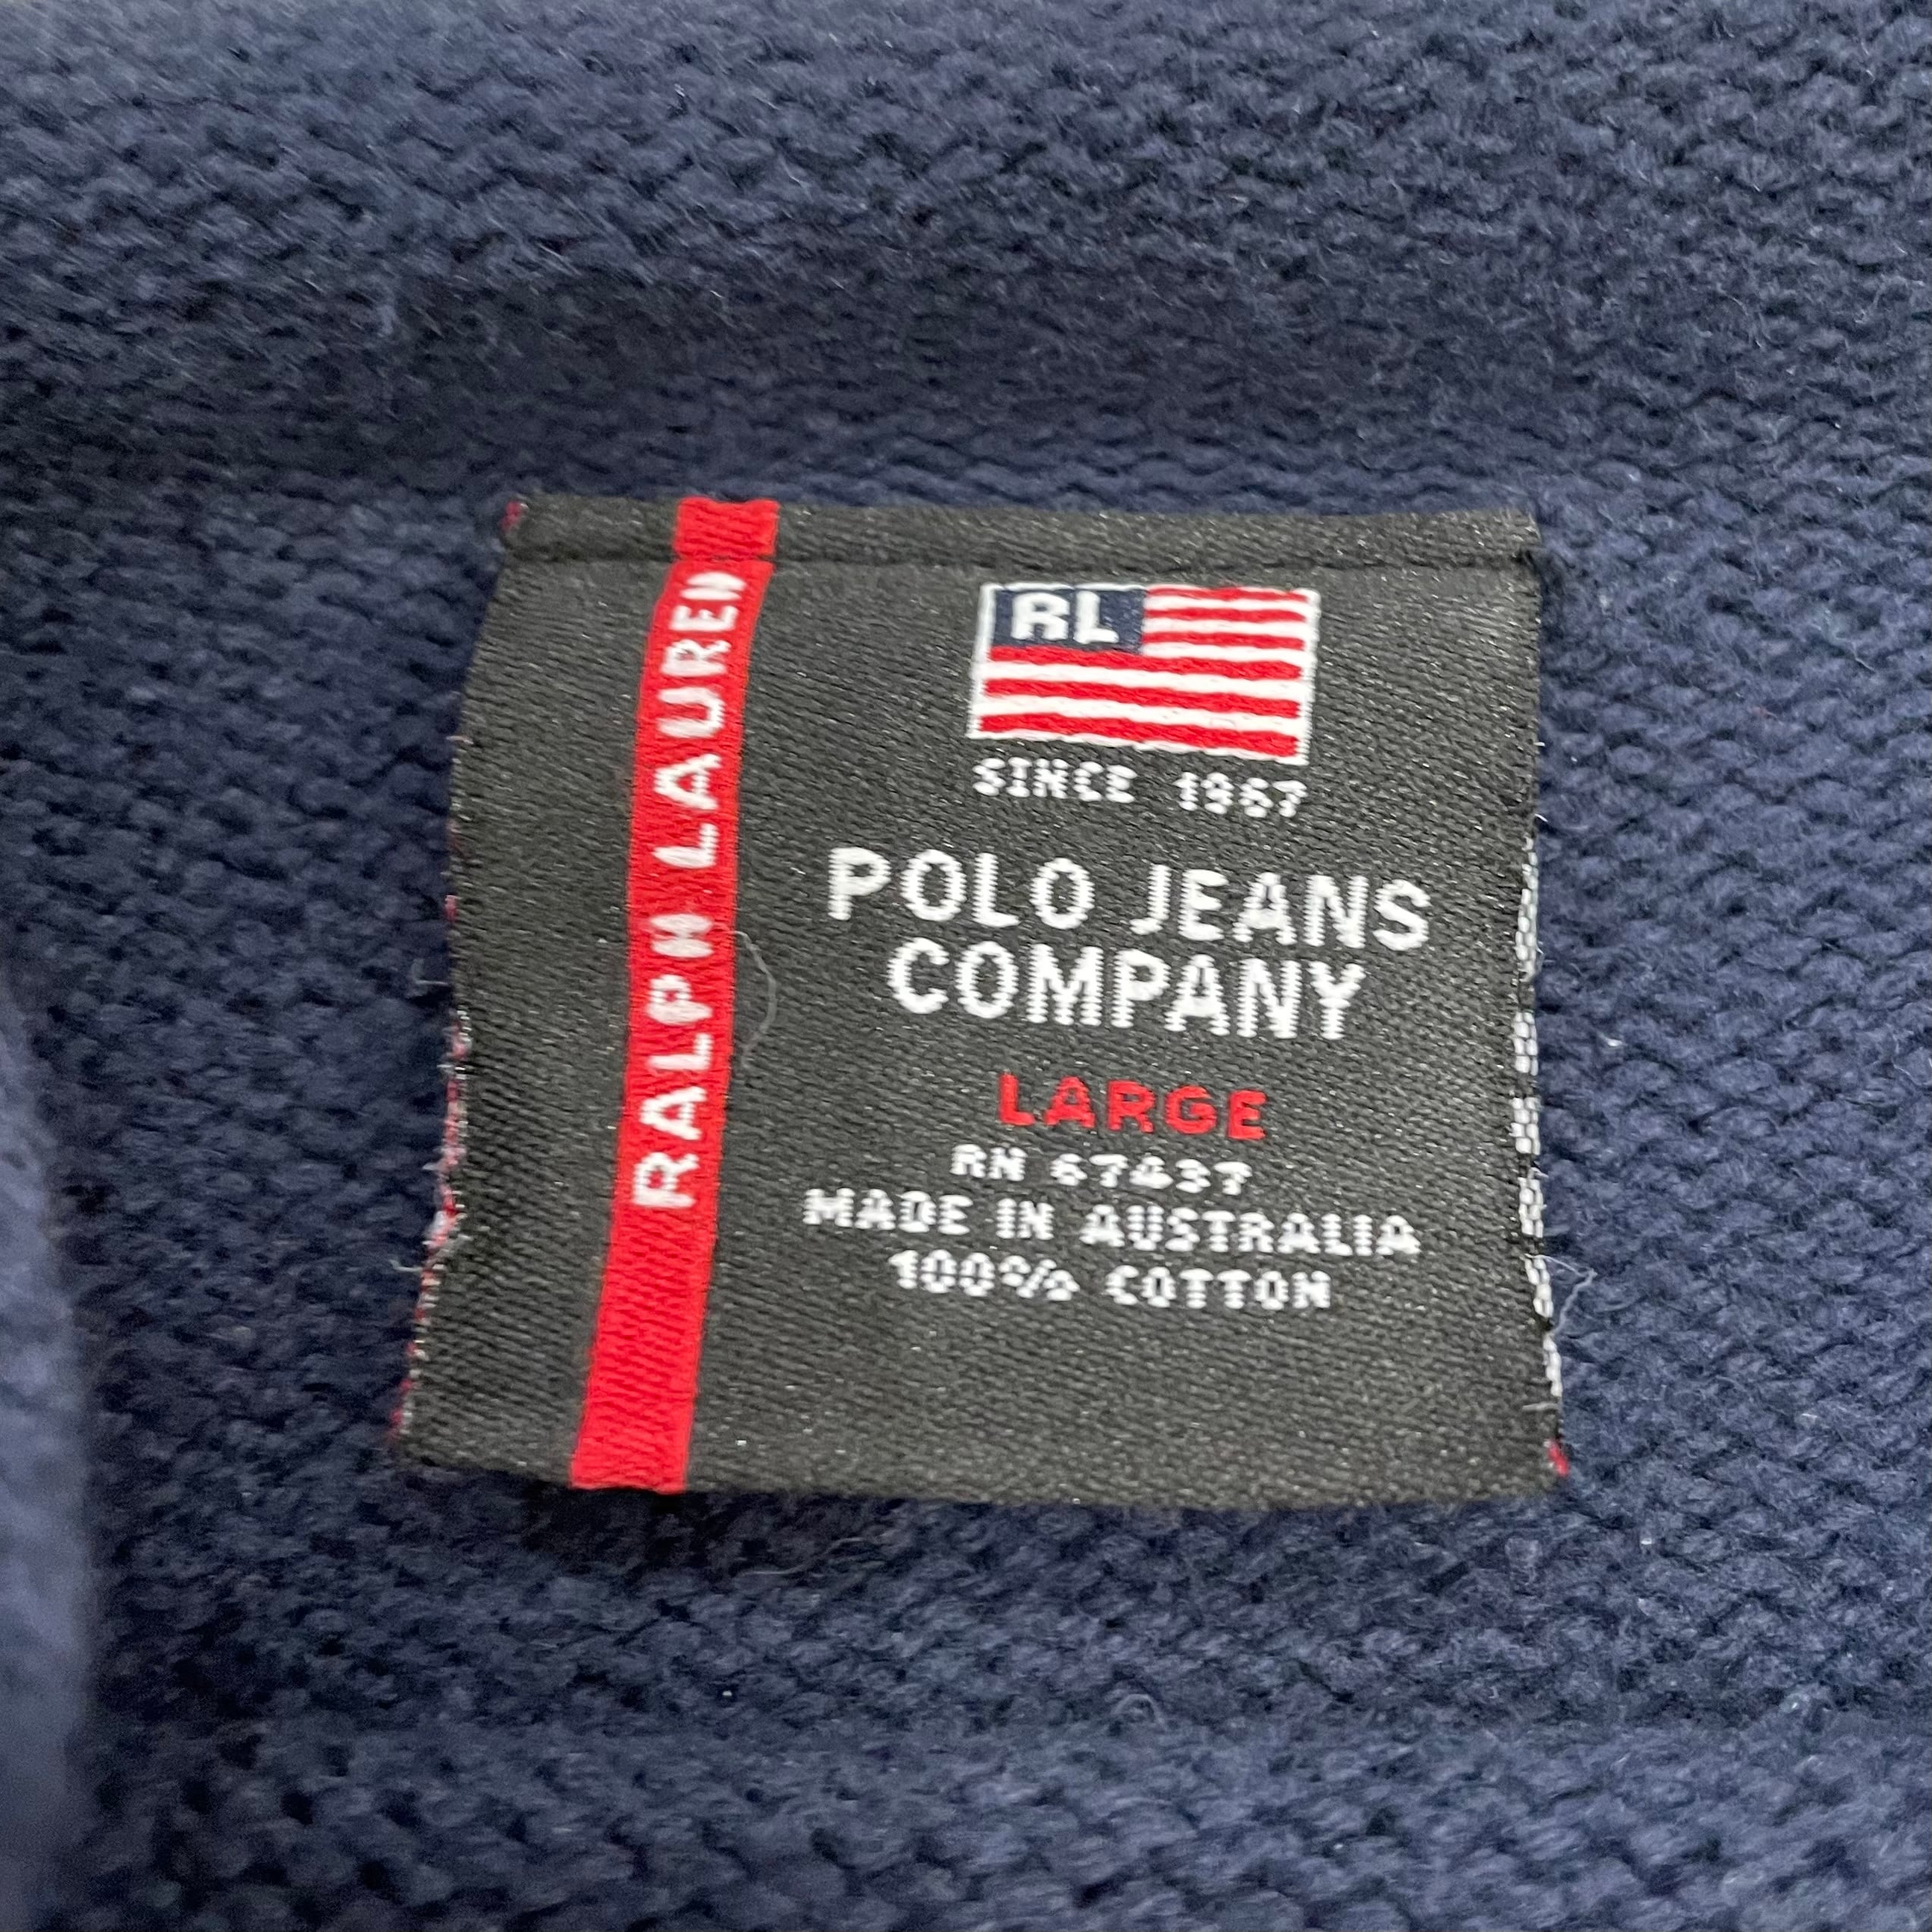 RALPH LAUREN
RL
SINCE 1967
POLO JEANS
COMPANY
LARGE
RN 67437
MADE IN AUSTRALIA
100% COTTON